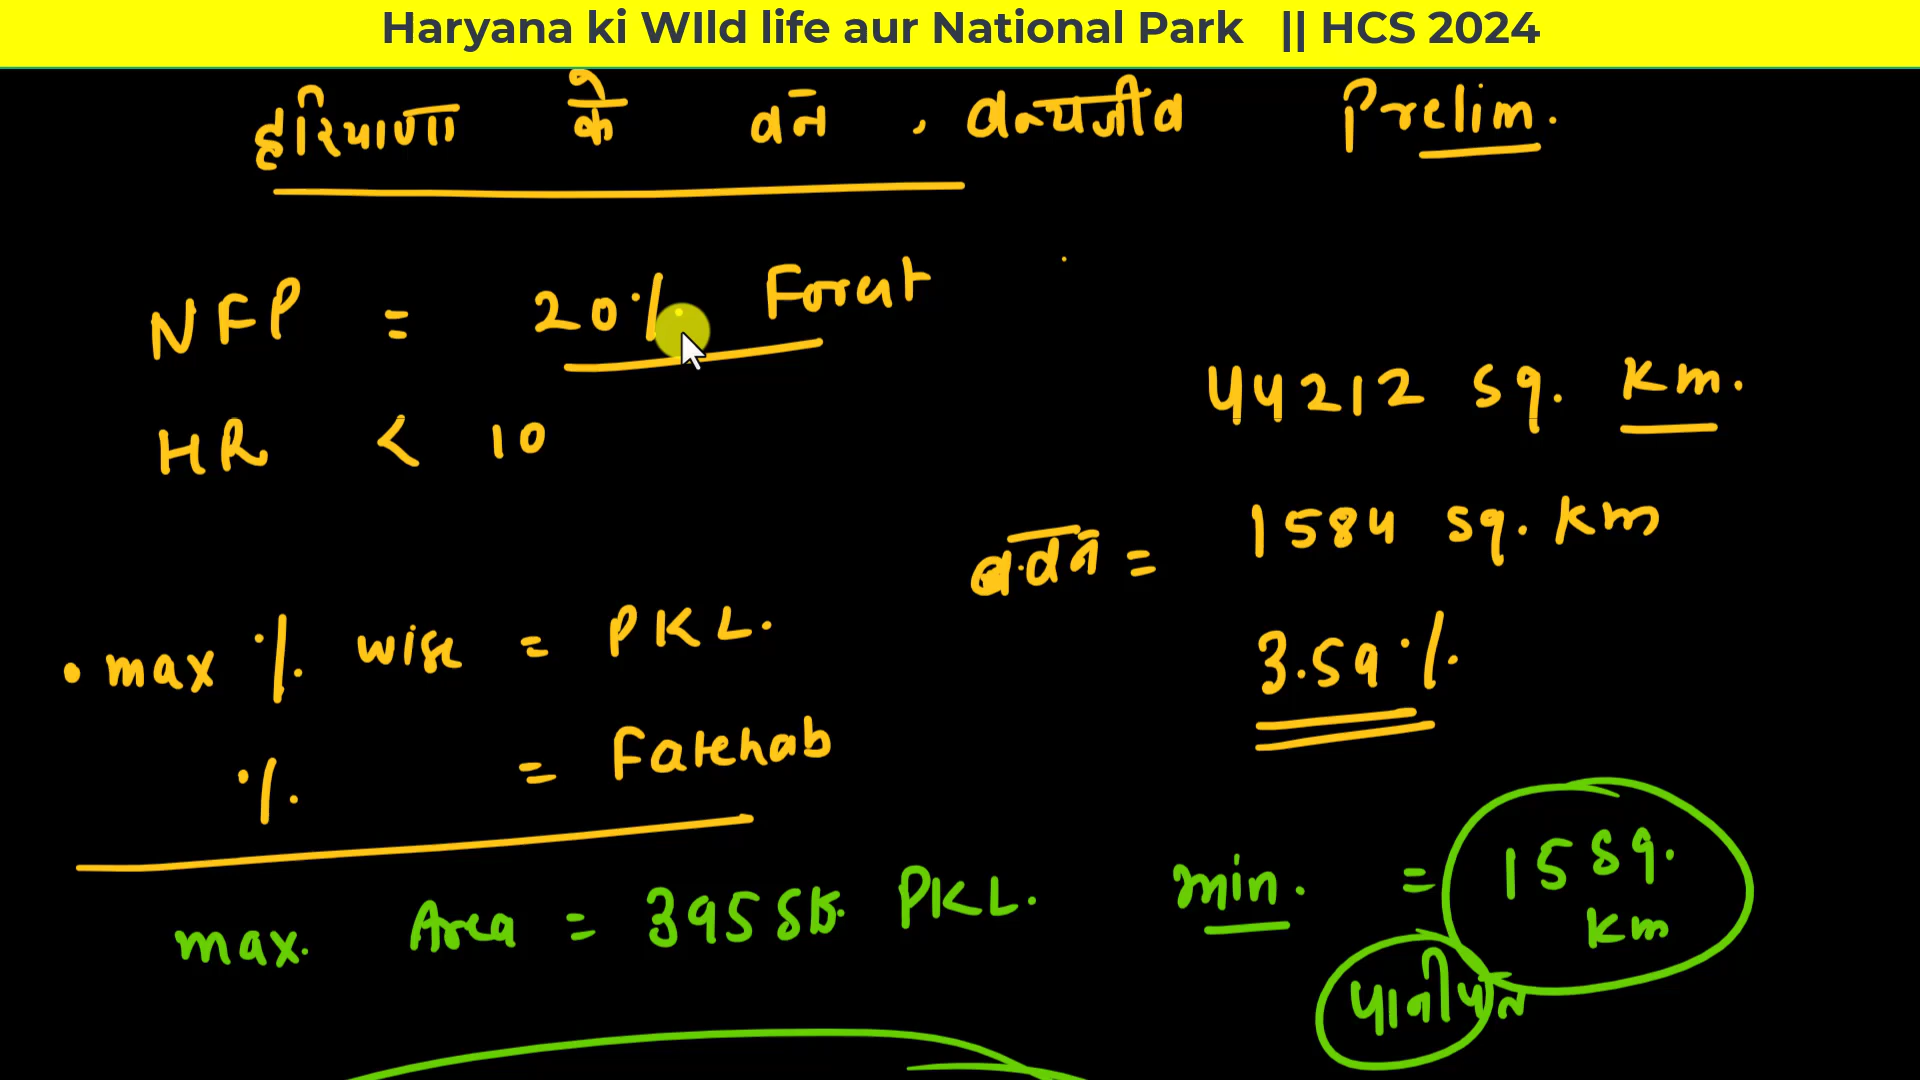 Haryana ki WIld life aur National Park || HCS 2024
हरियाणा के वन , वन्यजीव Prelim.
NFP = 20% Forest
HR < 10
44212 sq. km.
1584 sq. km
3.59 %.
• max % wise = PKL.
% = Fatehab
max. Area = 395 PKL.
min. = 15 sq. km
पानीपत